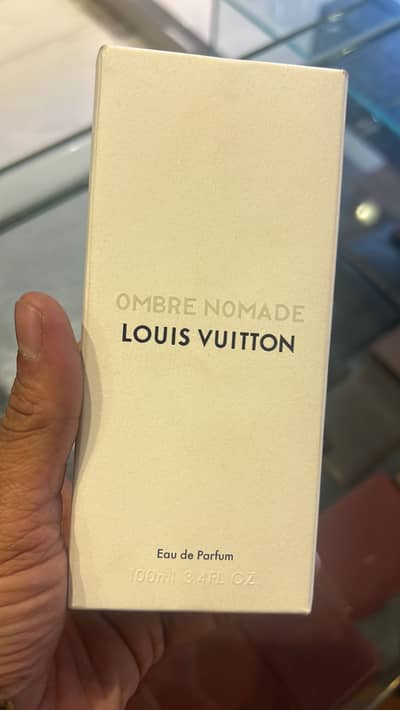 OMBRE NOMADE
LOUIS VUITTON
Eau de Parfum
100ml 3.4FL OZ.